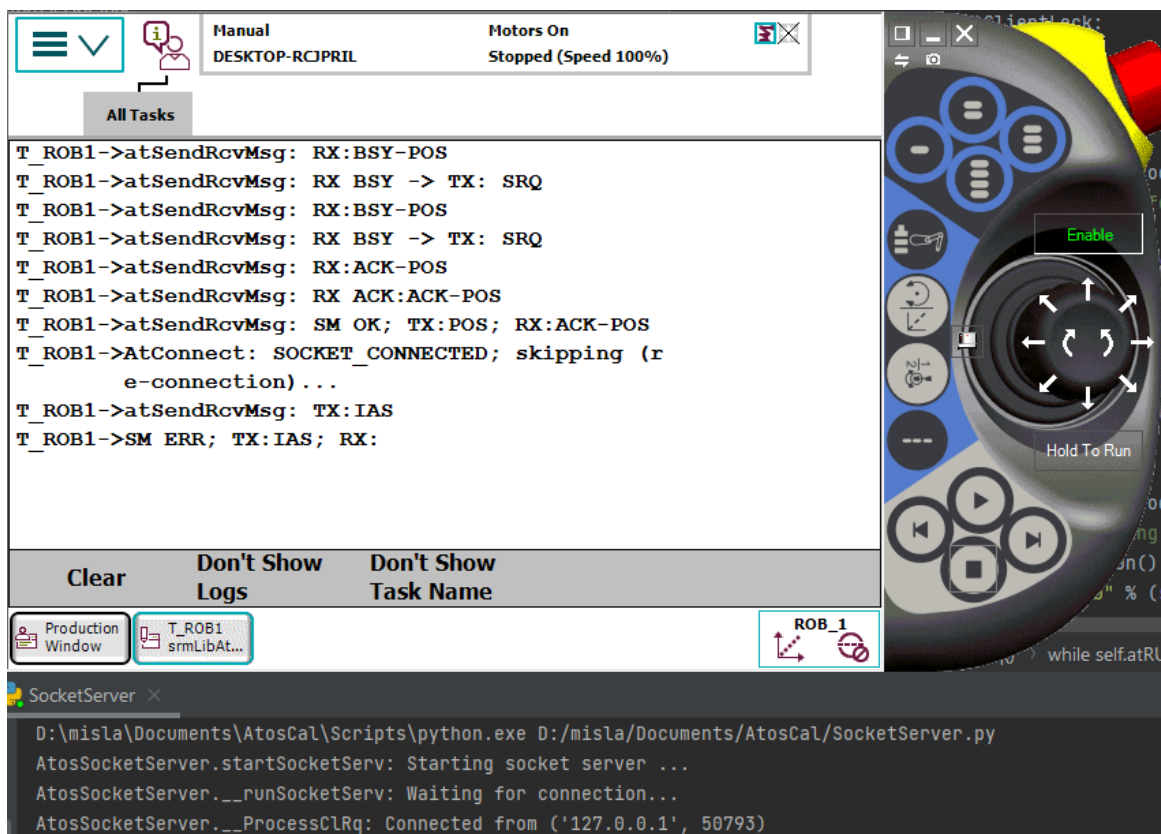 ClientLock:
Manual
Motors On
DESKTOP-RCJPRIL
Stopped (Speed 100%)
All Tasks
T_ROB1->atSendRcvMsg: RX:BSY-POS
T_ROB1->atSendRcvMsg: RX BSY -> TX: SRQ
T_ROB1->atSendRcvMsg: RX:BSY-POS
T_ROB1->atSendRcvMsg: RX BSY -> TX: SRQ
T_ROB1->atSendRcvMsg: RX:ACK-POS
T_ROB1->atSendRcvMsg: RX ACK:ACK-POS
T_ROB1->atSendRcvMsg: SM OK; TX:POS; RX:ACK-POS
T_ROB1->AtConnect: SOCKET_CONNECTED; skipping (r
e-connection)...
T_ROB1->atSendRcvMsg: TX:IAS
T_ROB1->SM ERR; TX:IAS; RX:
Enable
Hold To Run
Clear
Don't Show
Logs
Don't Show
Task Name
Production
Window
T_ROB1
srmLibAt...
ROB_1
on()
" % (
while self.atRU
SocketServer
D:\misla\Documents\AtosCal\Scripts\python.exe D:/misla/Documents/AtosCal/SocketServer.py
AtosSocketServer.startSocketServ: Starting socket server ...
AtosSocketServer.__runSocketServ: Waiting for connection...
AtosSocketServer.__ProcessClRq: Connected from ('127.0.0.1', 50793)